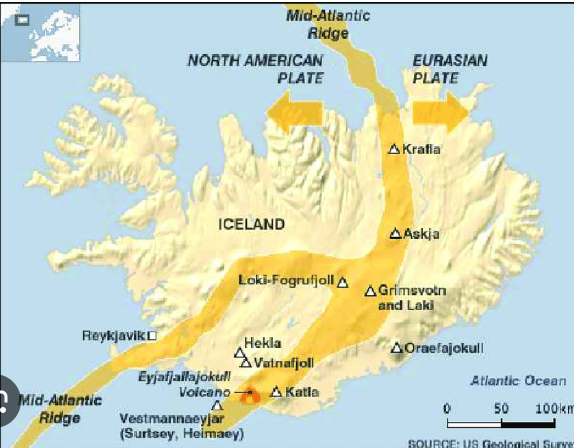 Mid-Atlantic
Ridge
NORTH AMERICAN
PLATE
EURASIAN
PLATE
Krafla
ICELAND
Askja
Loki-Fogrufjoll
Grimsvotn
and Laki
Reykjavik
Hekla
Vatnafjoll
Oraefajokull
Eyjafjallajokull
Volcano
Katla
Atlantic Ocean
Mid-Atlantic
Ridge
Vestmannaeyjar
(Surtsey, Heimaey)
0 50 100km
SOURCE: US Geological Surve